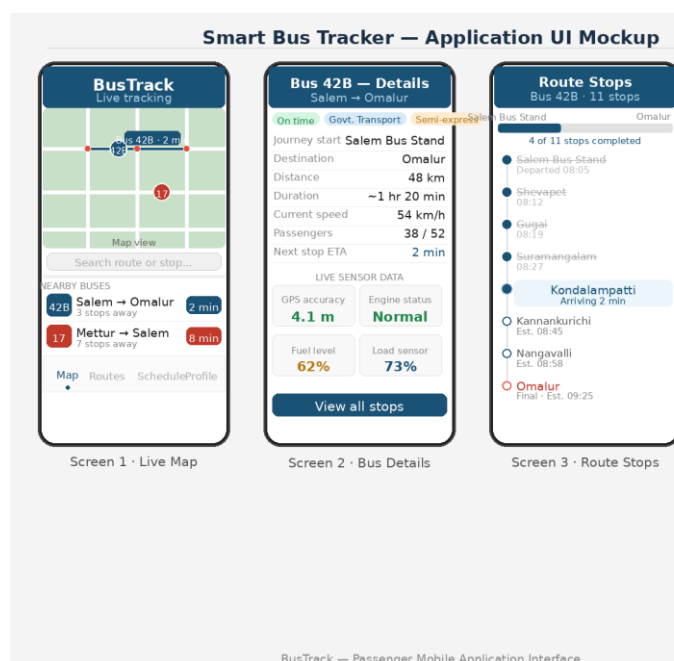 Smart Bus Tracker — Application UI Mockup
BusTrack
Live tracking
Bus 42B · 2 m
42B
17
Map view
Search route or stop...
NEARBY BUSES
42B
Salem → Omalur
3 stops away
2 min
17
Mettur → Salem
7 stops away
8 min
Map Routes Schedule Profile
Screen 1 · Live Map
Bus 42B — Details
Salem → Omalur
On time Govt. Transport Semi-express
Journey start Salem Bus Stand
Destination Omalur
Distance 48 km
Duration ~1 hr 20 min
Current speed 54 km/h
Passengers 38 / 52
Next stop ETA 2 min
LIVE SENSOR DATA
GPS accuracy
4.1 m
Engine status
Normal
Fuel level
62%
Load sensor
73%
View all stops
Screen 2 · Bus Details
Route Stops
Bus 42B · 11 stops
Salem Bus Stand Omalur
4 of 11 stops completed
Salem Bus Stand
Departed 08:05
Shevapet
08:12
Gugai
08:19
Suramangalam
08:27
Kondalampatti
Arriving 2 min
Kannankurichi
Est. 08:45
Nangavalli
Est. 08:58
Omalur
Final · Est. 09:25
Screen 3 · Route Stops
BusTrack — Passenger Mobile Application Interface